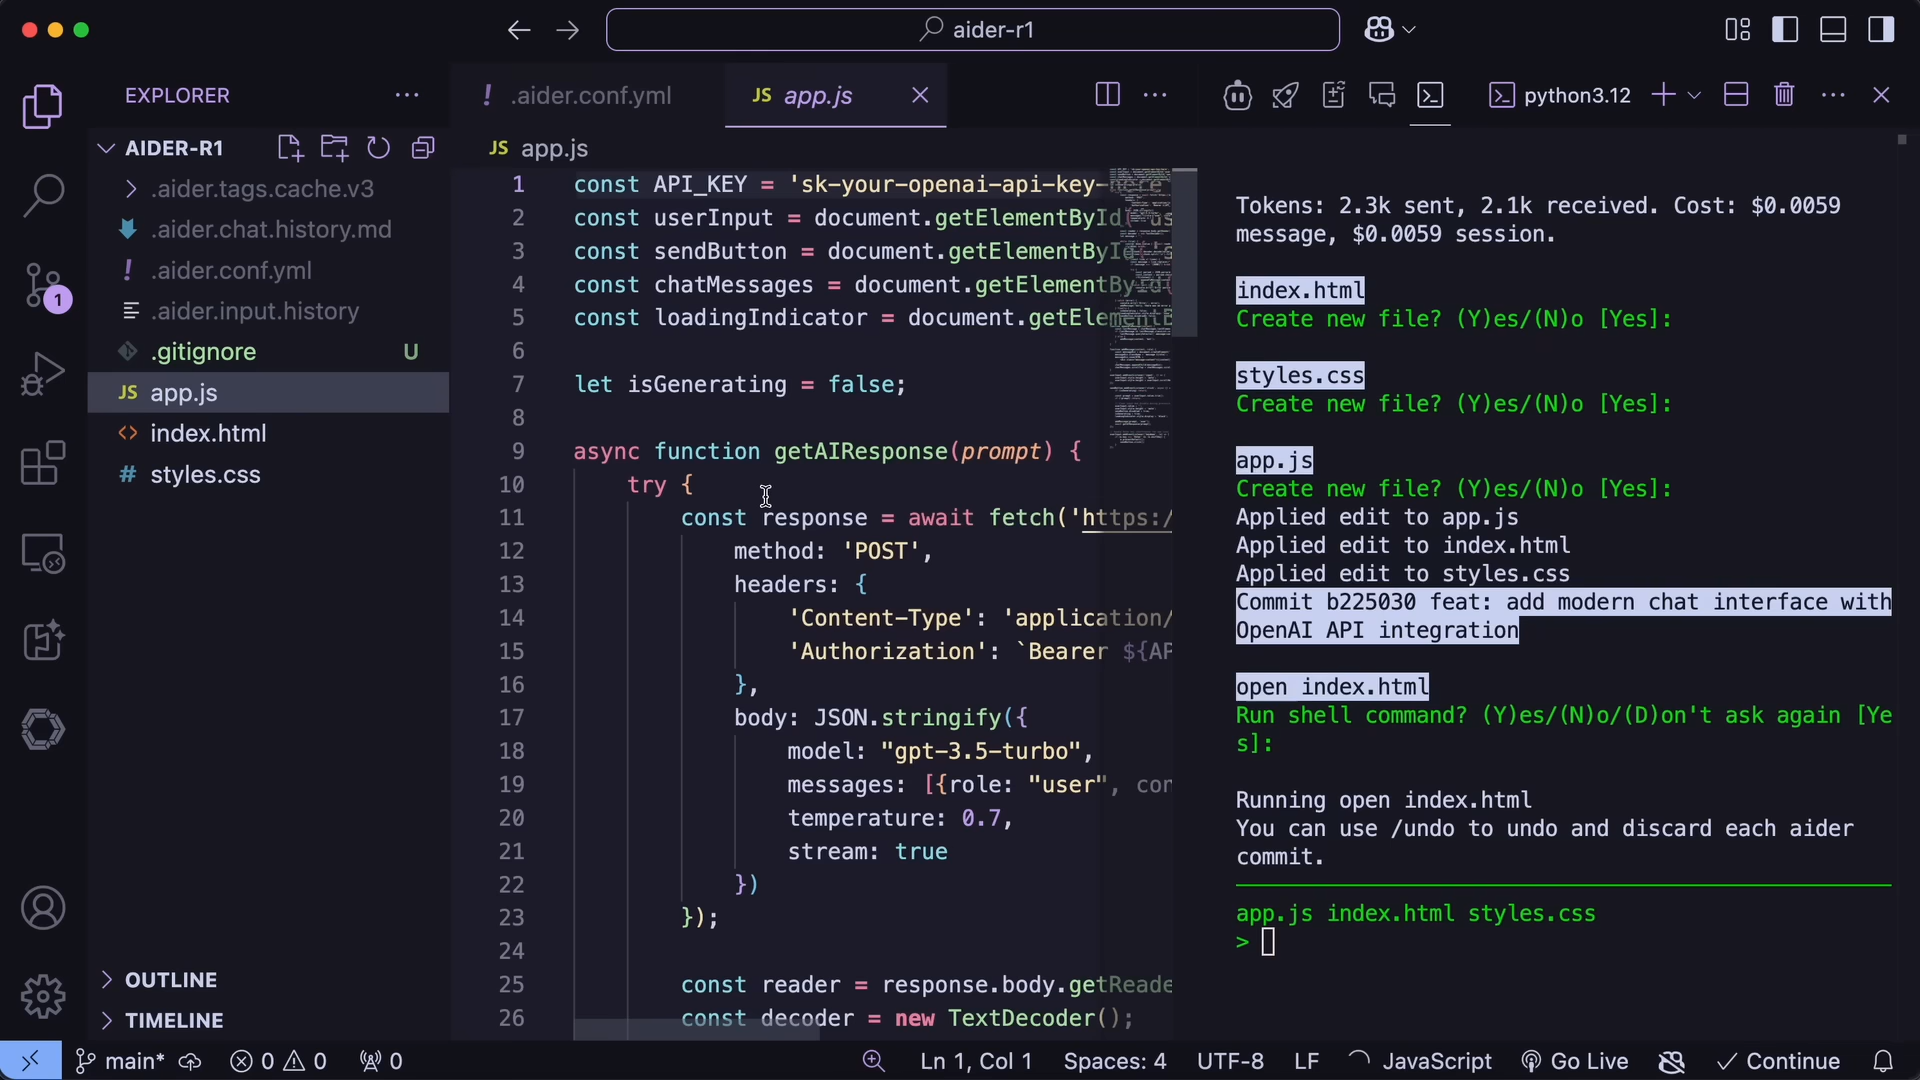 aider-r1
EXPLORER
AIDER-R1
.aider.tags.cache.v3
.aider.chat.history.md
! .aider.conf.yml
.aider.input.history
.gitignore U
JS app.js
<> index.html
# styles.css
OUTLINE
TIMELINE
1
! .aider.conf.yml
JS app.js
JS app.js
1 const API_KEY = 'sk-your-openai-api-key-here'
2 const userInput = document.getElementById('us
3 const sendButton = document.getElementById('s
4 const chatMessages = document.getElementById(
5 const loadingIndicator = document.getElementB
6
7 let isGenerating = false;
8
9 async function getAIResponse(prompt) {
10 try {
11 const response = await fetch('https:/
12 method: 'POST',
13 headers: {
14 'Content-Type': 'application/
15 'Authorization': `Bearer ${AP
16 },
17 body: JSON.stringify({
18 model: "gpt-3.5-turbo",
19 messages: [{role: "user", con
20 temperature: 0.7,
21 stream: true
22 })
23 });
24
25 const reader = response.body.getReade
26 const decoder = new TextDecoder();
python3.12
Tokens: 2.3k sent, 2.1k received. Cost: $0.0059
message, $0.0059 session.
index.html
Create new file? (Y)es/(N)o [Yes]:
styles.css
Create new file? (Y)es/(N)o [Yes]:
app.js
Create new file? (Y)es/(N)o [Yes]:
Applied edit to app.js
Applied edit to index.html
Applied edit to styles.css
Commit b225030 feat: add modern chat interface with
OpenAI API integration
open index.html
Run shell command? (Y)es/(N)o/(D)on't ask again [Ye
s]:
Running open index.html
You can use /undo to undo and discard each aider
commit.
app.js index.html styles.css
>
main* 0 0 0 Ln 1, Col 1 Spaces: 4 UTF-8 LF JavaScript Go Live Continue